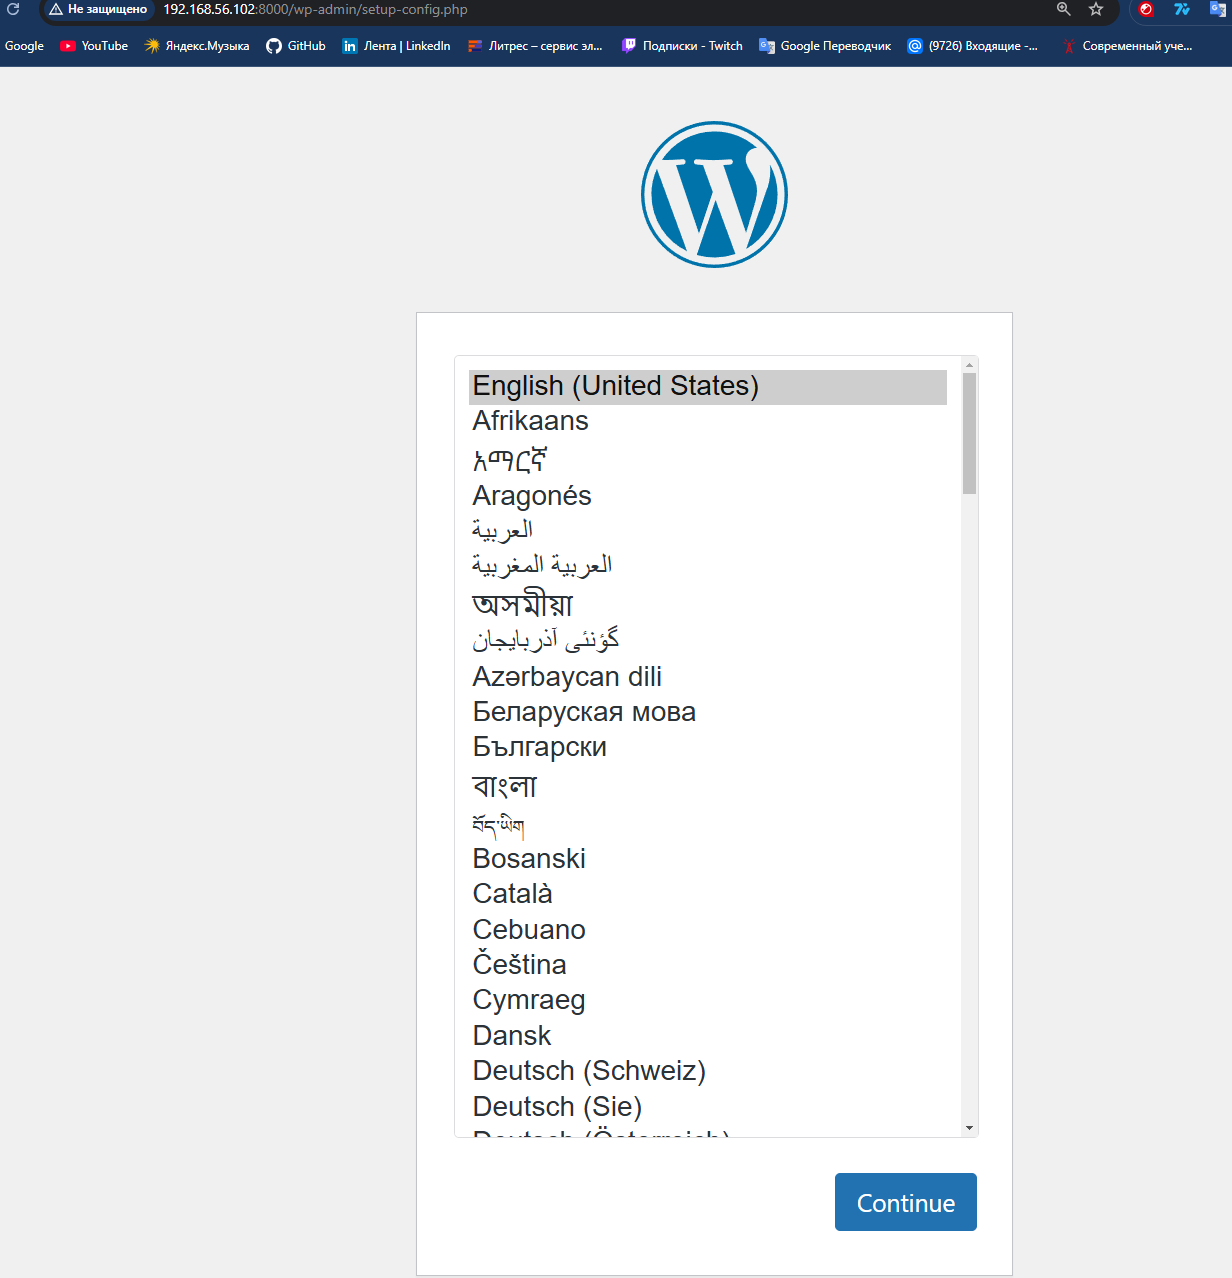 Не защищено 192.168.56.102:8000/wp-admin/setup-config.php
Google YouTube Яндекс.Музыка GitHub Лента | LinkedIn Литрес – сервис эл... Подписки - Twitch Google Переводчик (9726) Входящие -... Современный уче...
English (United States)
Afrikaans
አማርኛ
Aragonés
العربية
العربية المغربية
অসমীয়া
گؤنئی آذربایجان
Azərbaycan dili
Беларуская мова
Български
বাংলা
བོད་ཡིག
Bosanski
Català
Cebuano
Čeština
Cymraeg
Dansk
Deutsch (Schweiz)
Deutsch (Sie)
Deutsch (Österreich)
Continue